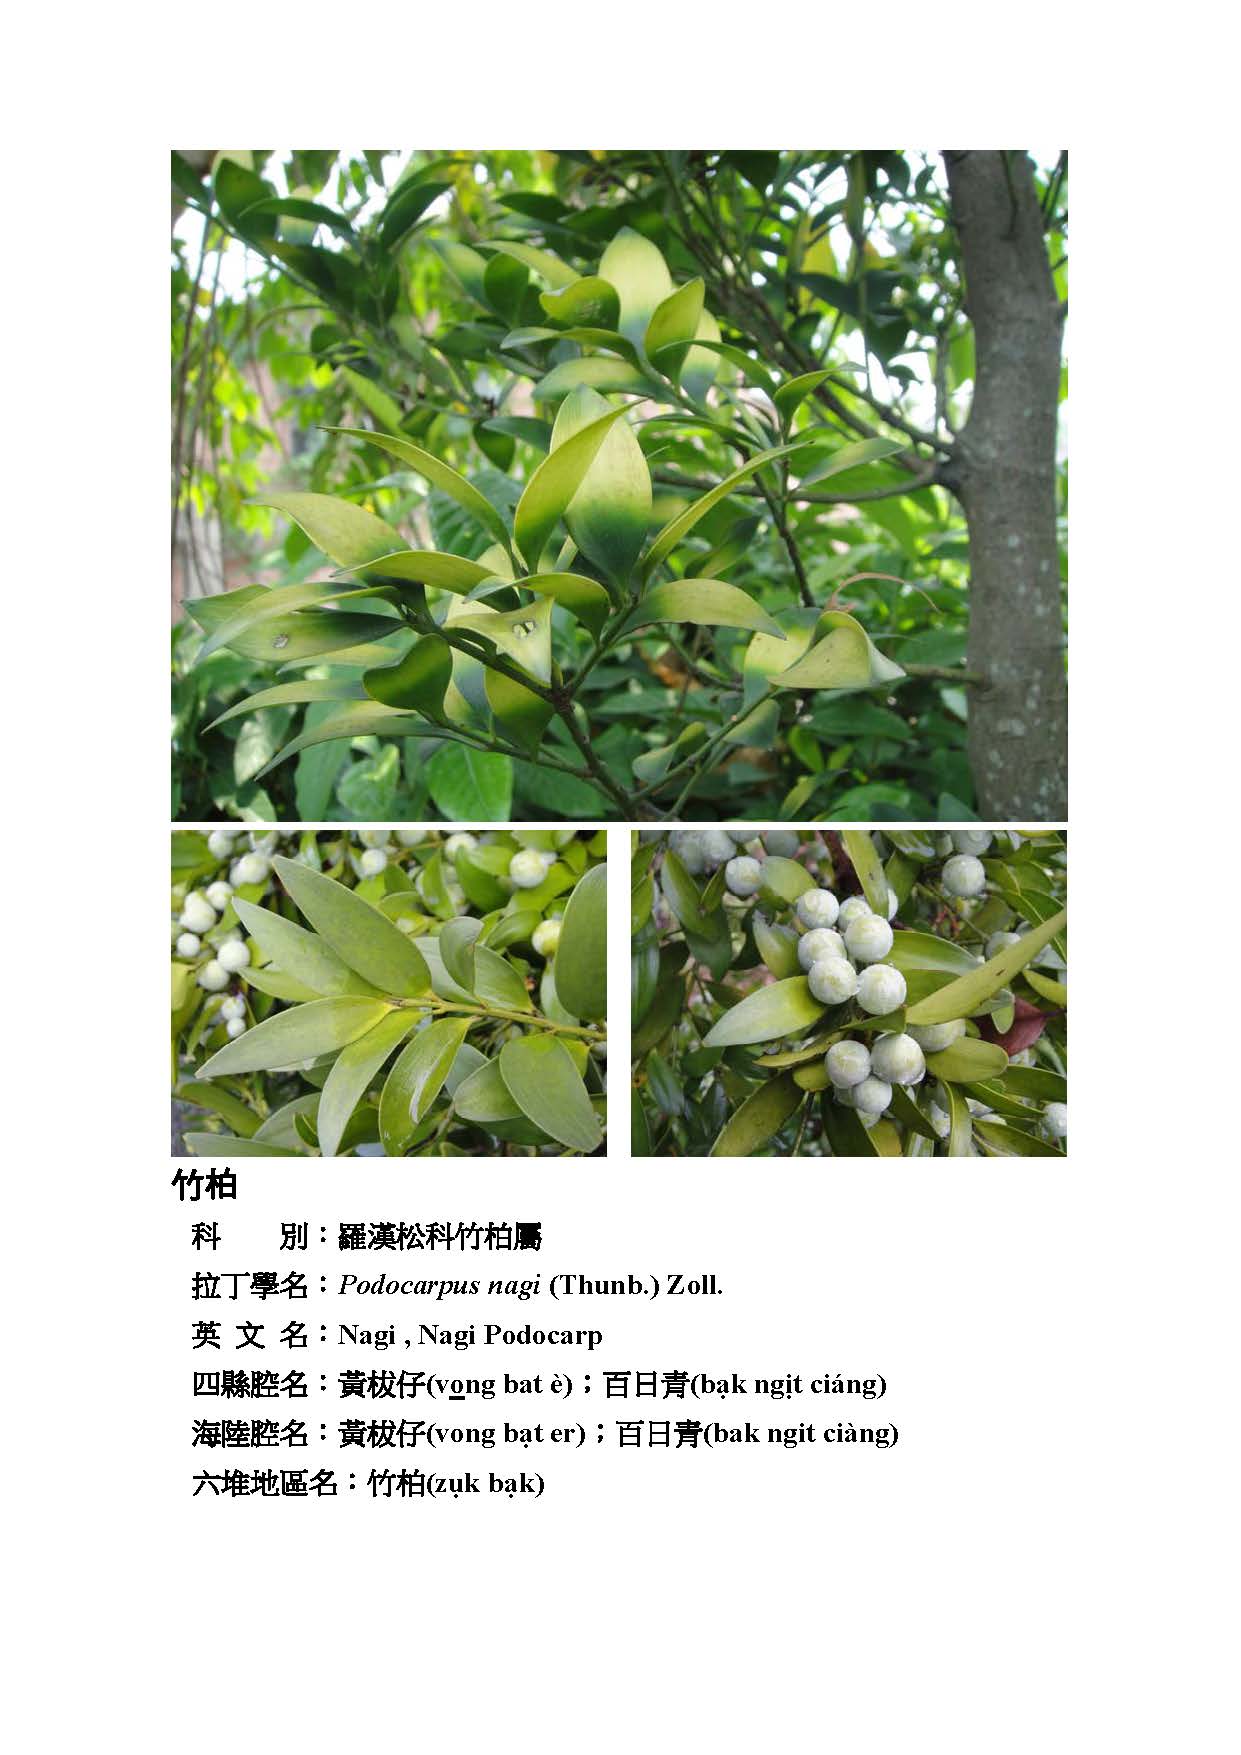 竹柏
科　　別：羅漢松科竹柏屬
拉丁學名：Podocarpus nagi (Thunb.) Zoll.
英 文 名：Nagi , Nagi Podocarp
四縣腔名：黃柭仔(vo̲ng bat è)；百日青(bạk ngịt ciáng)
海陸腔名：黃柭仔(vong bạt er)；百日青(bak ngit ciàng)
六堆地區名：竹柏(zụk bạk)